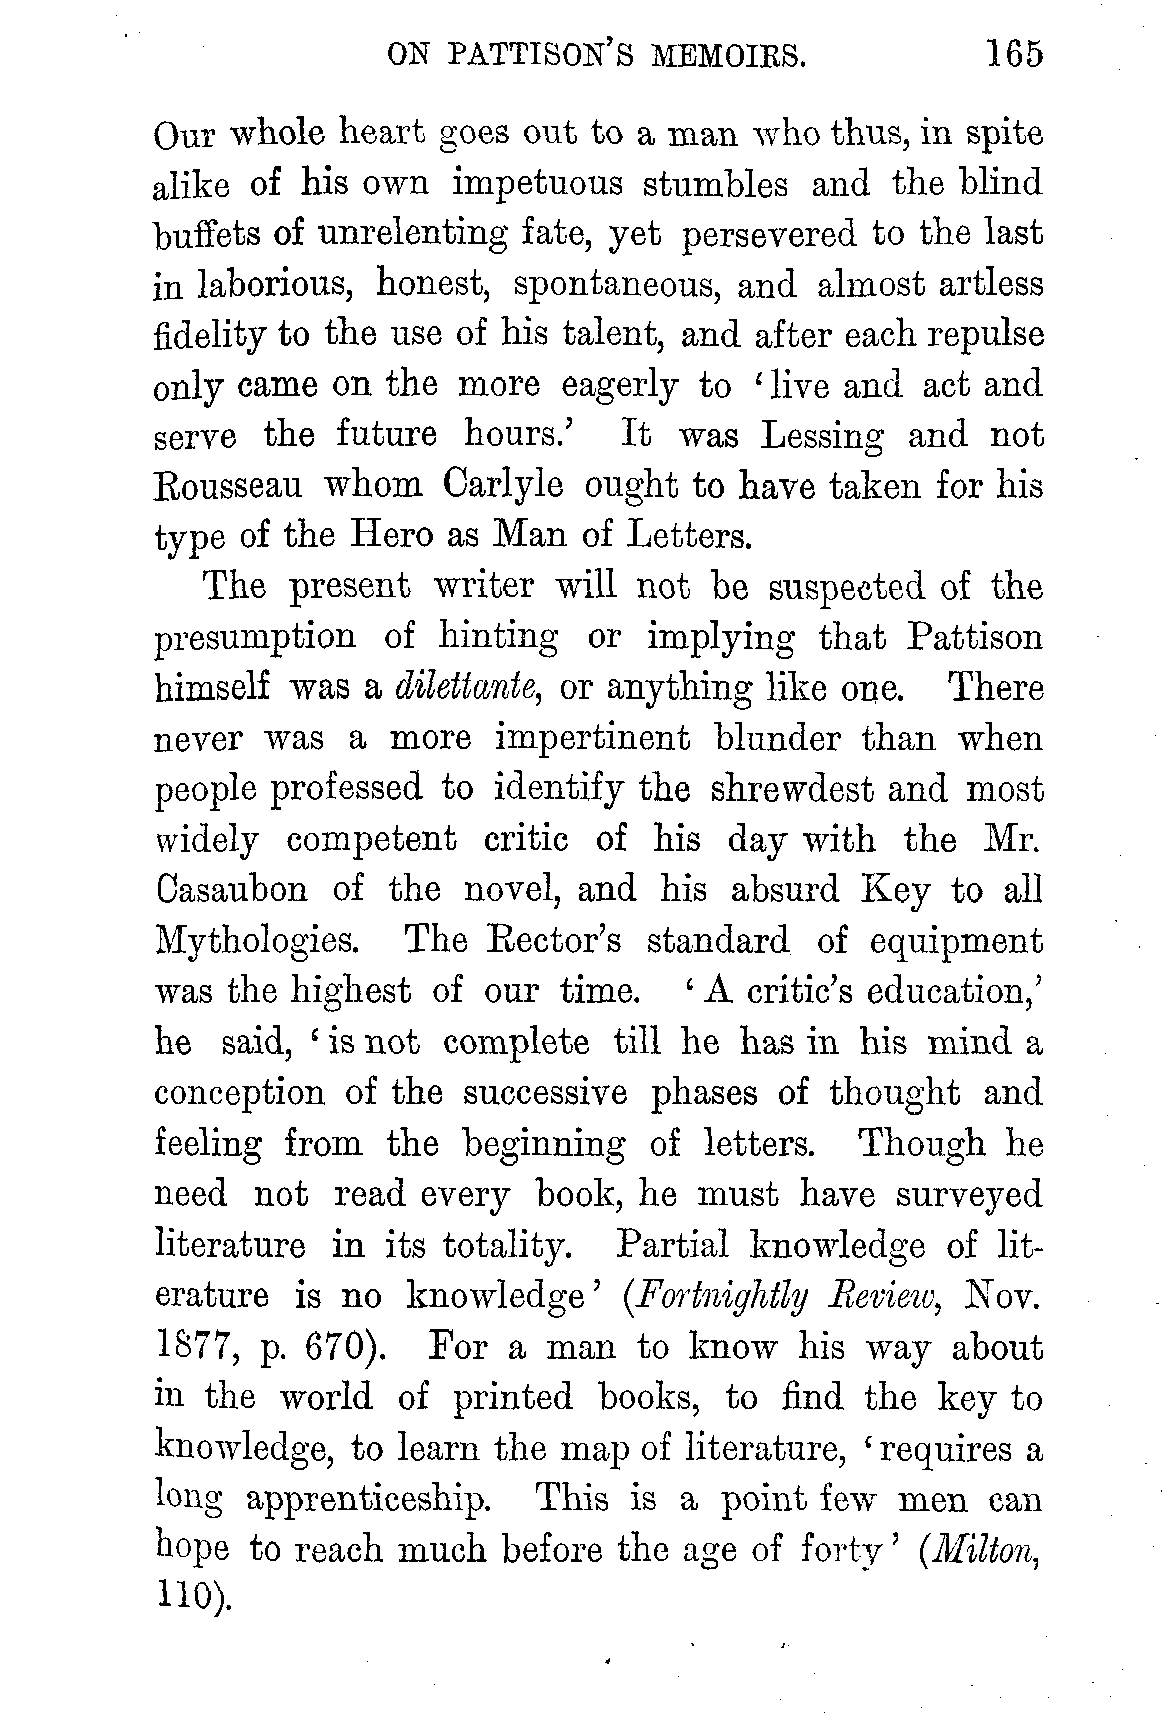 ON PATTISON'S MEMOIRS. 165
Our whole heart goes out to a man who thus, in spite
alike of his own impetuous stumbles and the blind
buffets of unrelenting fate, yet persevered to the last
in laborious, honest, spontaneous, and almost artless
fidelity to the use of his talent, and after each repulse
only came on the more eagerly to ‘live and act and
serve the future hours.’ It was Lessing and not
Rousseau whom Carlyle ought to have taken for his
type of the Hero as Man of Letters.
The present writer will not be suspected of the
presumption of hinting or implying that Pattison
himself was a dilettante, or anything like one. There
never was a more impertinent blunder than when
people professed to identify the shrewdest and most
widely competent critic of his day with the Mr.
Casaubon of the novel, and his absurd Key to all
Mythologies. The Rector’s standard of equipment
was the highest of our time. ‘A critic’s education,’
he said, ‘is not complete till he has in his mind a
conception of the successive phases of thought and
feeling from the beginning of letters. Though he
need not read every book, he must have surveyed
literature in its totality. Partial knowledge of lit-
erature is no knowledge’ (Fortnightly Review, Nov.
1877, p. 670). For a man to know his way about
in the world of printed books, to find the key to
knowledge, to learn the map of literature, ‘requires a
long apprenticeship. This is a point few men can
hope to reach much before the age of forty’ (Milton,
110).